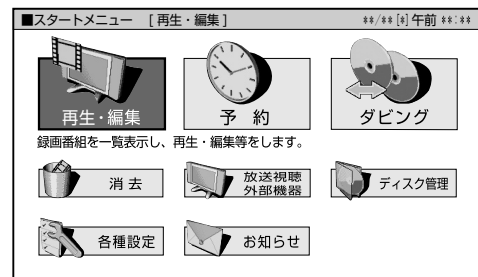 ■スタートメニュー [再生・編集] **/**[*]午前 **:**
再生・編集 予 約 ダビング
録画番組を一覧表示し、再生・編集等をします。
消 去 放送視聴 外部機器 ディスク管理
各種設定 お知らせ